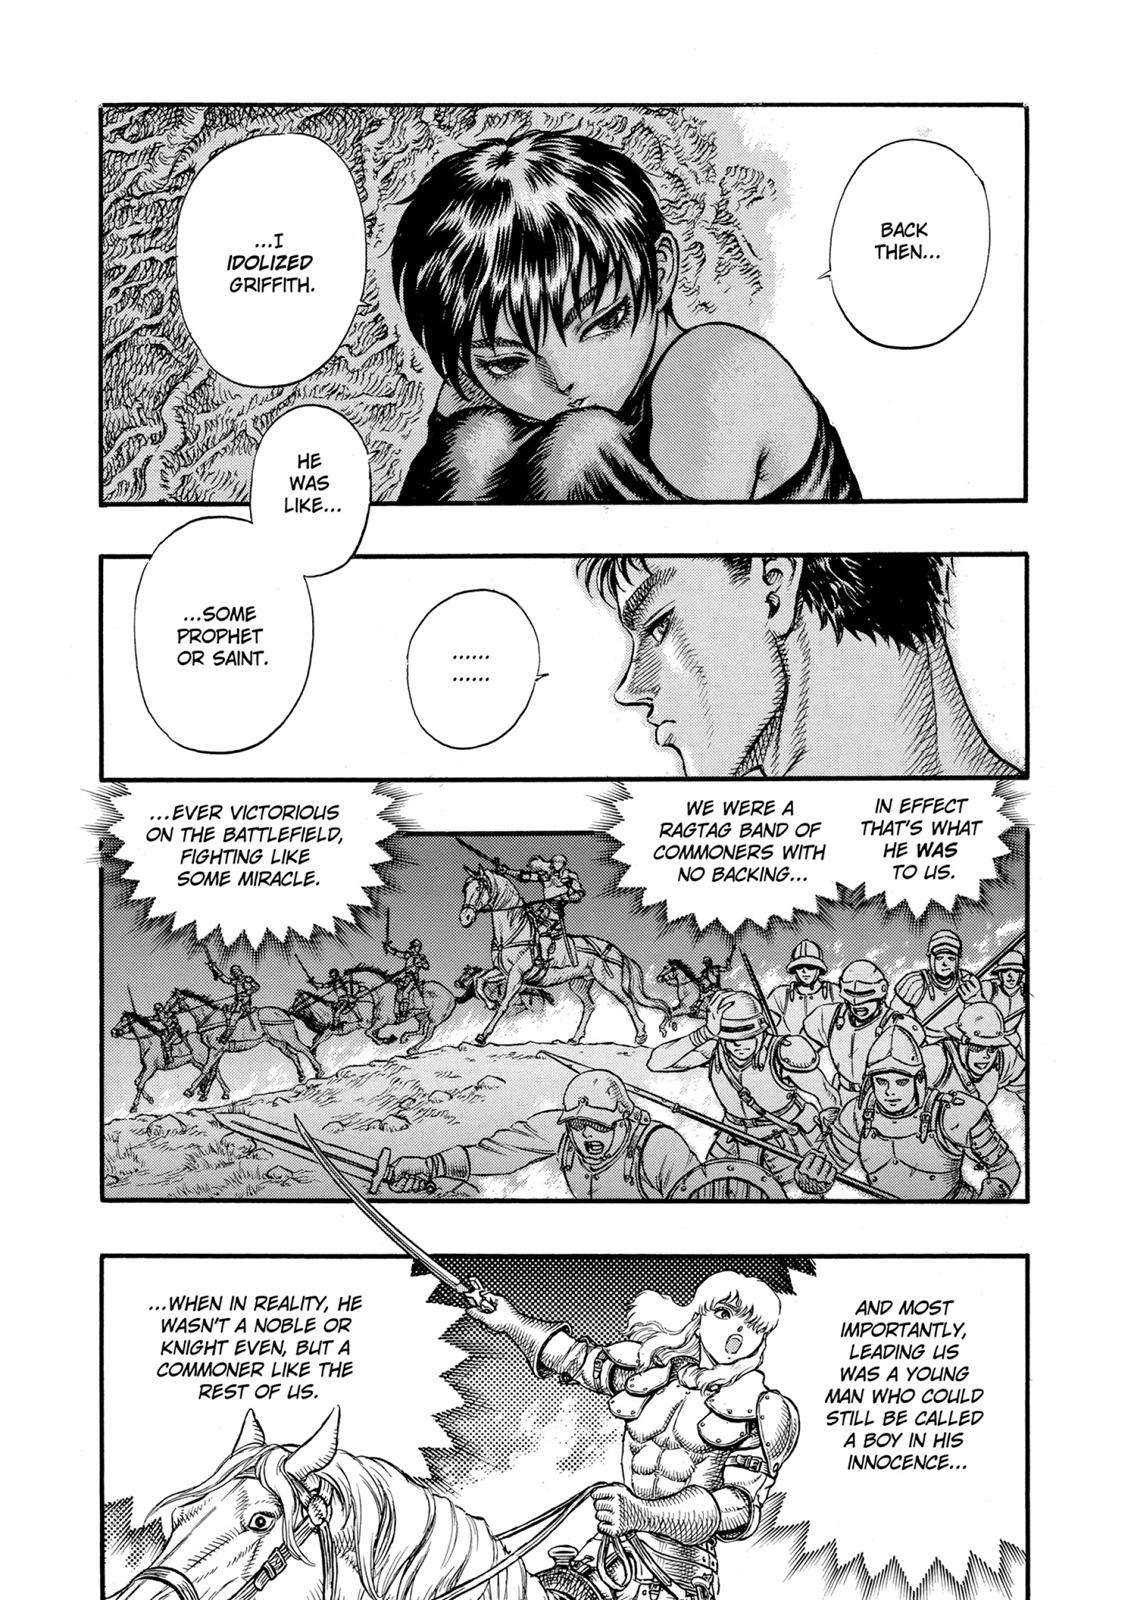 BACK
THEN...
...I
IDOLIZED
GRIFFITH.
HE
WAS
LIKE...
...SOME
PROPHET
OR SAINT.
......
......
IN EFFECT
THAT'S WHAT
HE WAS
TO US.
WE WERE A
RAGTAG BAND OF
COMMONERS WITH
NO BACKING...
...EVER VICTORIOUS
ON THE BATTLEFIELD,
FIGHTING LIKE
SOME MIRACLE.
AND MOST
IMPORTANTLY,
LEADING US
WAS A YOUNG
MAN WHO COULD
STILL BE CALLED
A BOY IN HIS
INNOCENCE...
...WHEN IN REALITY, HE
WASN'T A NOBLE OR
KNIGHT EVEN, BUT A
COMMONER LIKE THE
REST OF US.